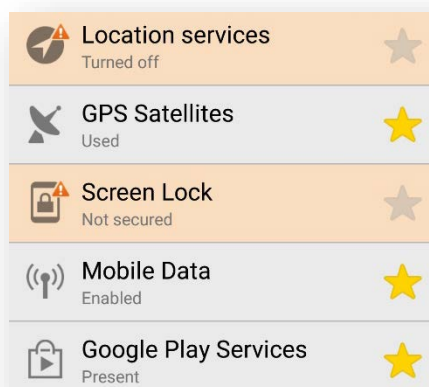 Location services
Turned off
GPS Satellites
Used
Screen Lock
Not secured
Mobile Data
Enabled
Google Play Services
Present